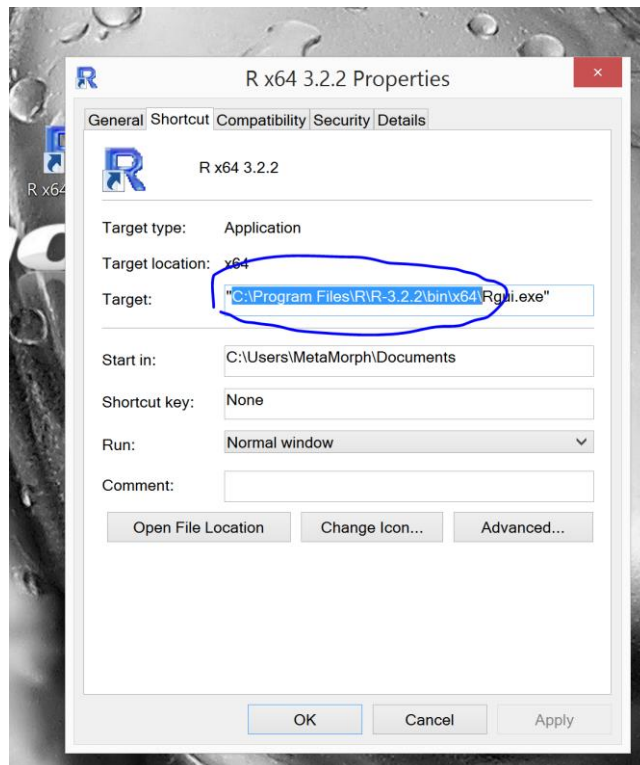 R x64 3.2.2 Properties
General Shortcut Compatibility Security Details
R x64 3.2.2
R x64
Target type: Application
Target location: x64
Target: "C:\Program Files\R\R-3.2.2\bin\x64\Rgui.exe"
Start in: C:\Users\MetaMorph\Documents
Shortcut key: None
Run: Normal window
Comment:
Open File Location Change Icon... Advanced...
OK Cancel Apply